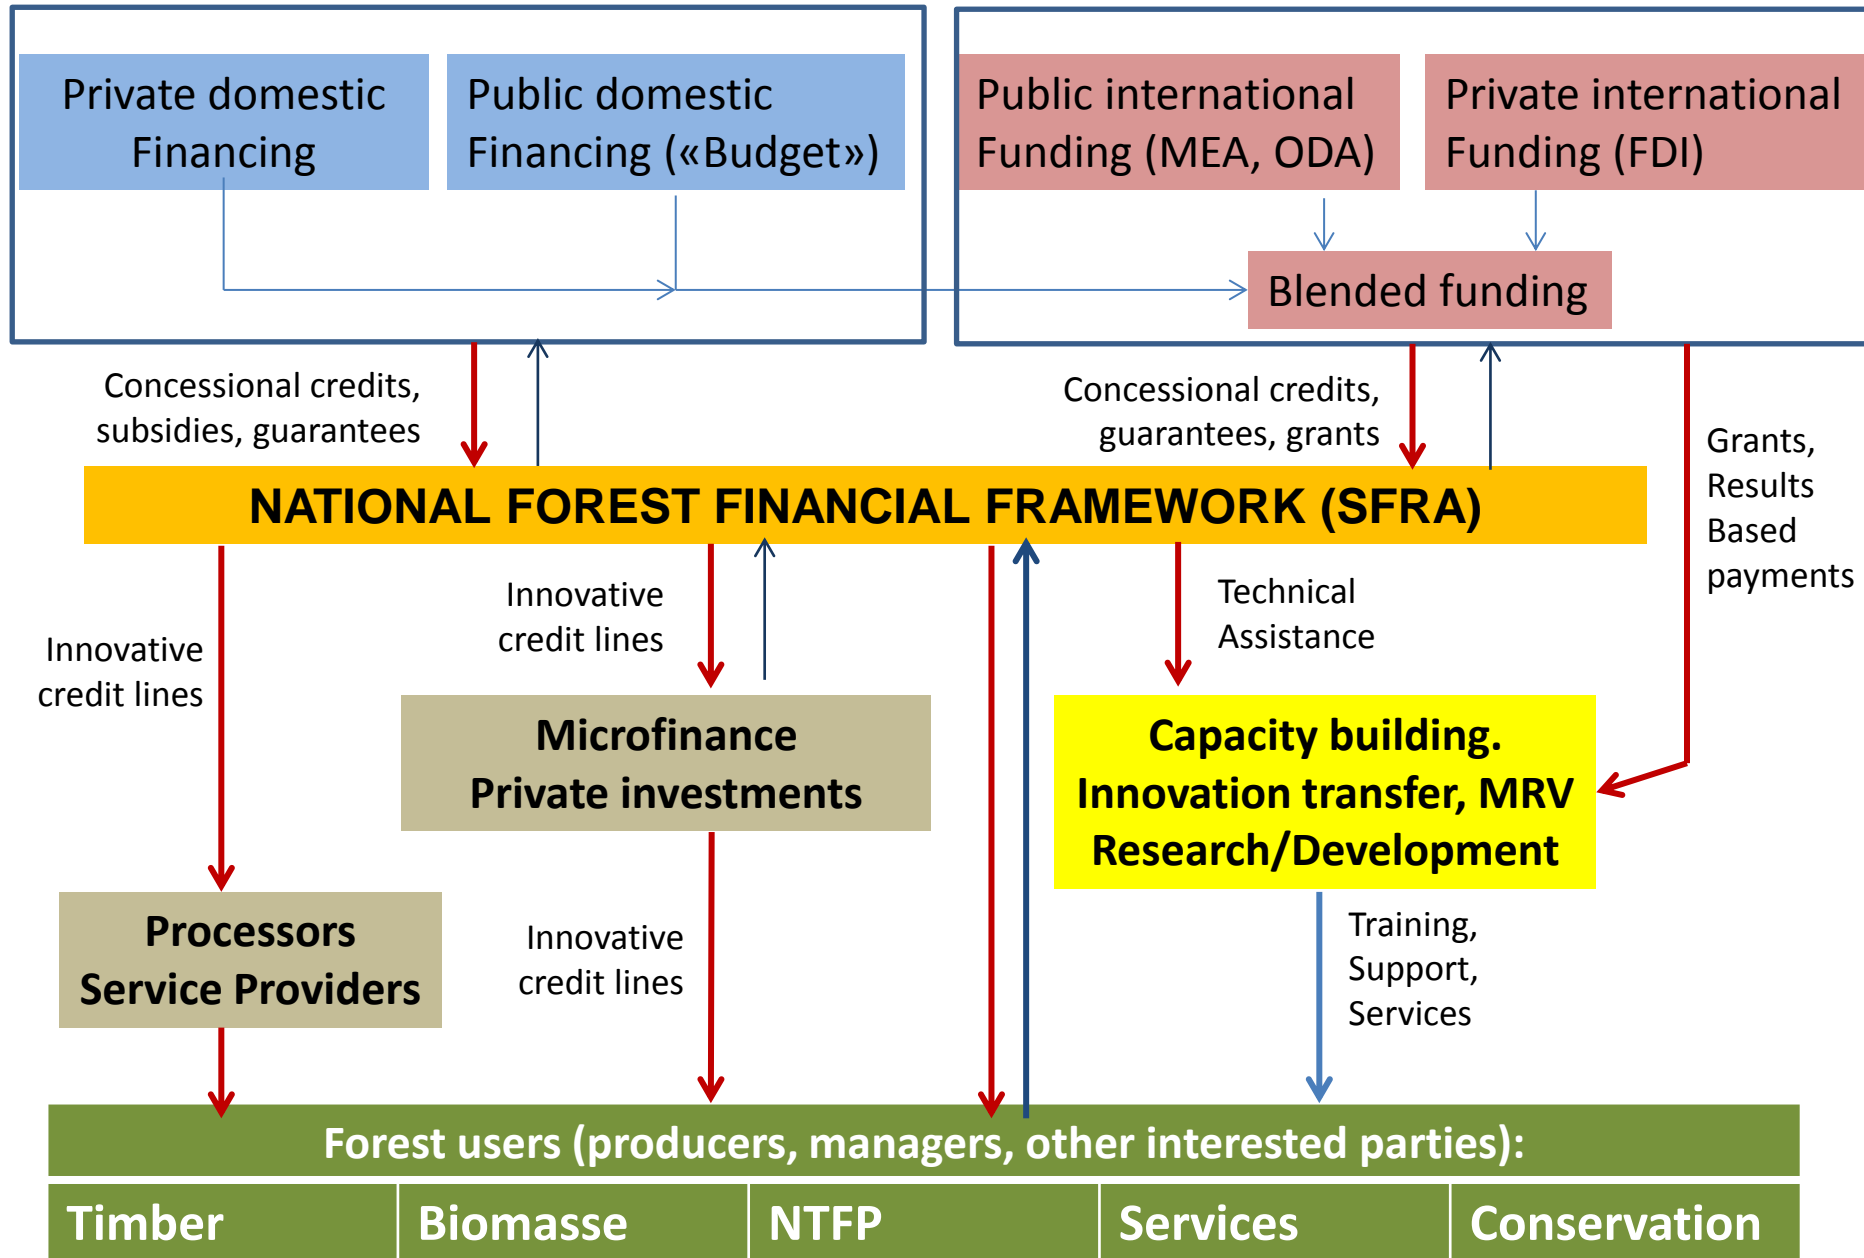 Private domestic
Financing
Public domestic
Financing («Budget»)
Public international
Funding (MEA, ODA)
Private international
Funding (FDI)
Blended funding
Concessional credits,
subsidies, guarantees
Concessional credits,
guarantees, grants
Grants,
Results
Based
payments
NATIONAL FOREST FINANCIAL FRAMEWORK (SFRA)
Innovative
credit lines
Innovative
credit lines
Technical
Assistance
Microfinance
Private investments
Capacity building.
Innovation transfer, MRV
Research/Development
Processors
Service Providers
Innovative
credit lines
Training,
Support,
Services
Forest users (producers, managers, other interested parties):
Timber
Biomasse
NTFP
Services
Conservation